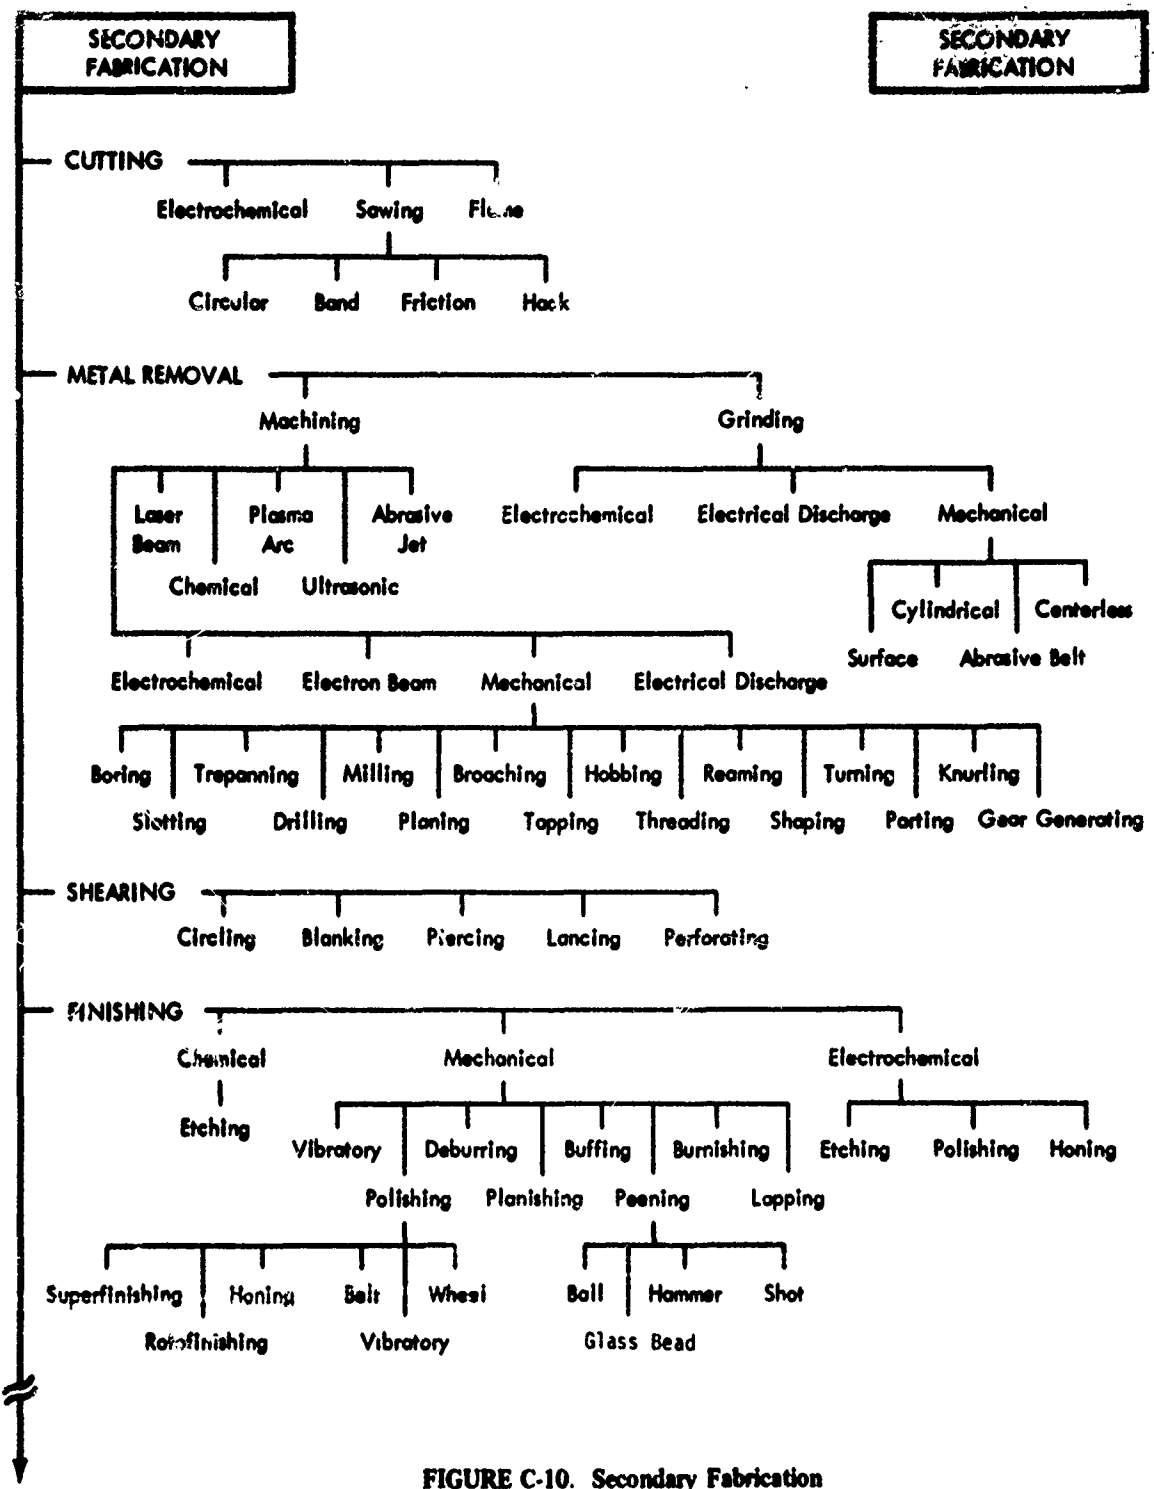 SECONDARY
FABRICATION
SECONDARY
FABRICATION
CUTTING
Electrochemical Sawing Flame
Circular Band Friction Hack
METAL REMOVAL
Machining Grinding
Laser Beam Plasma Arc Abrasive Jet Electrochemical Electrical Discharge Mechanical
Chemical Ultrasonic
Cylindrical Centerless
Surface Abrasive Belt
Electrochemical Electron Beam Mechanical Electrical Discharge
Boring Trepanning Milling Broaching Hobbing Reaming Turning Knurling
Slotting Drilling Planing Tapping Threading Shaping Parting Gear Generating
SHEARING
Circling Blanking Piercing Lancing Perforating
FINISHING
Chemical Mechanical Electrochemical
Etching
Vibratory Deburring Buffing Burnishing Etching Polishing Honing
Polishing Planishing Peening Lapping
Superfinishing Honing Belt Wheel Ball Hammer Shot
Rotofinishing Vibratory Glass Bead
FIGURE C-10. Secondary Fabrication